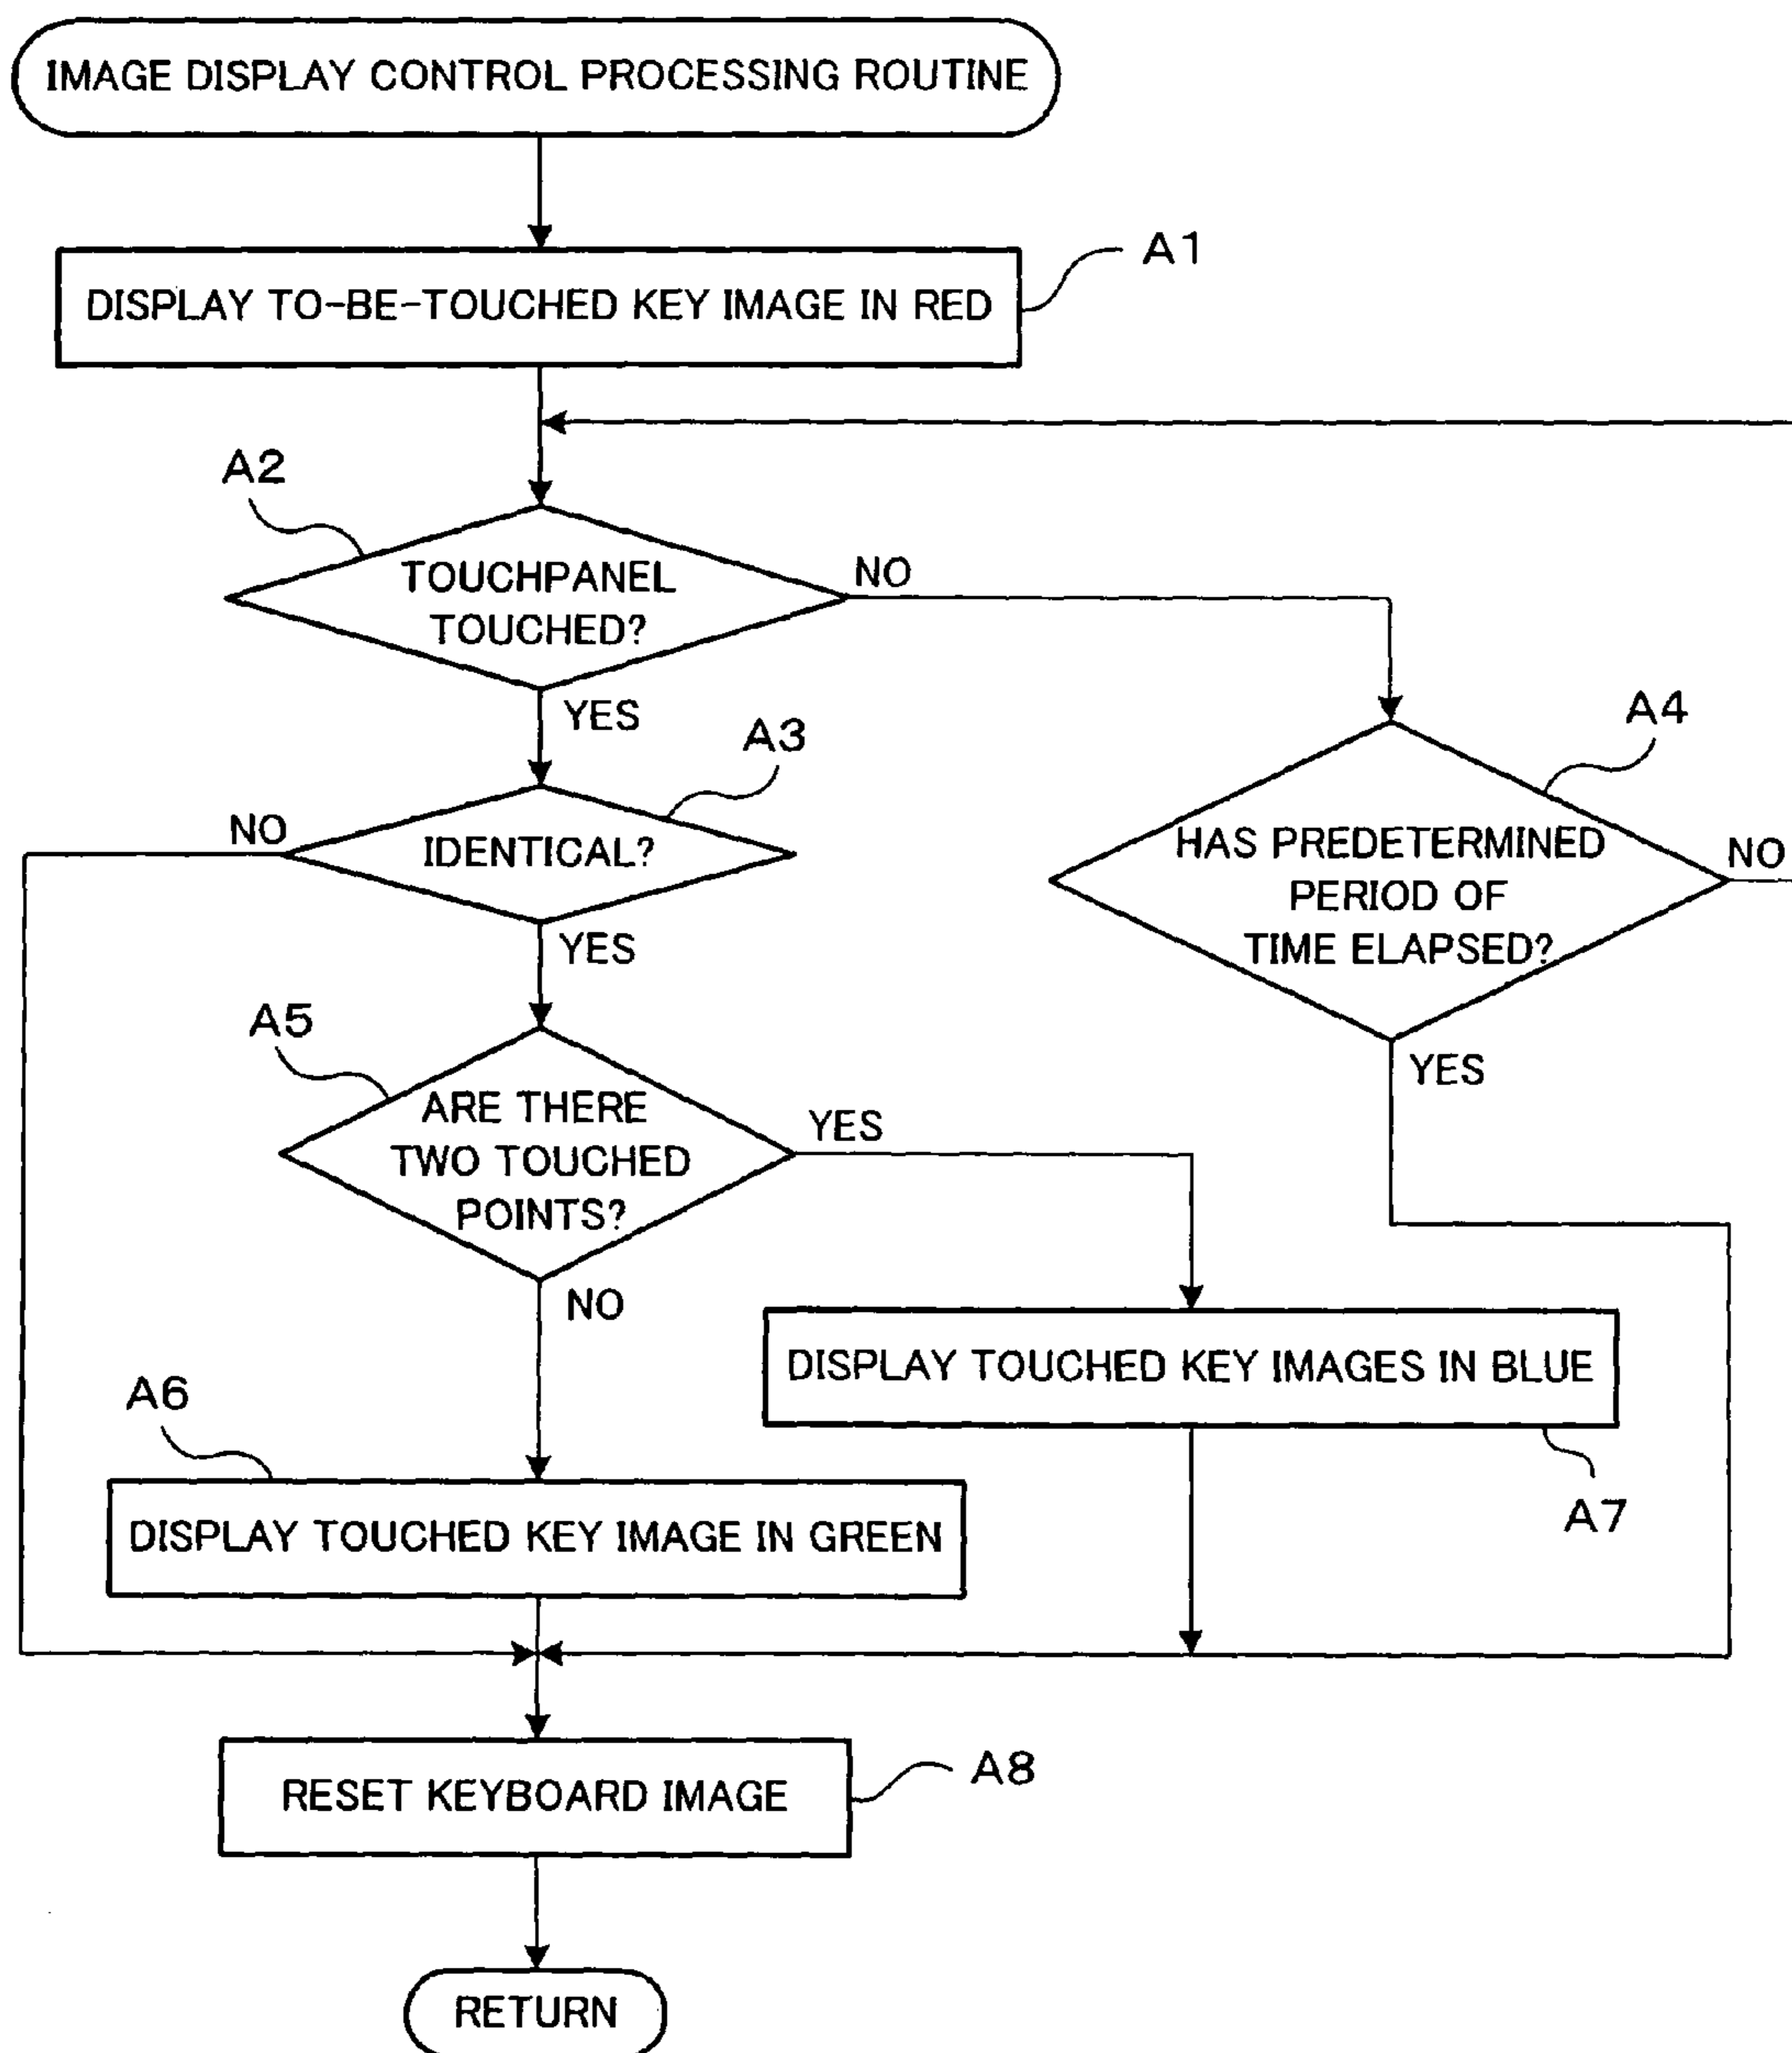 IMAGE DISPLAY CONTROL PROCESSING ROUTINE
A1
DISPLAY TO-BE-TOUCHED KEY IMAGE IN RED
A2
TOUCHPANEL
TOUCHED?
NO
YES
A3
A4
NO
IDENTICAL?
YES
HAS PREDETERMINED
PERIOD OF
TIME ELAPSED?
NO
YES
A5
ARE THERE
TWO TOUCHED
POINTS?
YES
NO
DISPLAY TOUCHED KEY IMAGES IN BLUE
A7
A6
DISPLAY TOUCHED KEY IMAGE IN GREEN
RESET KEYBOARD IMAGE
A8
RETURN